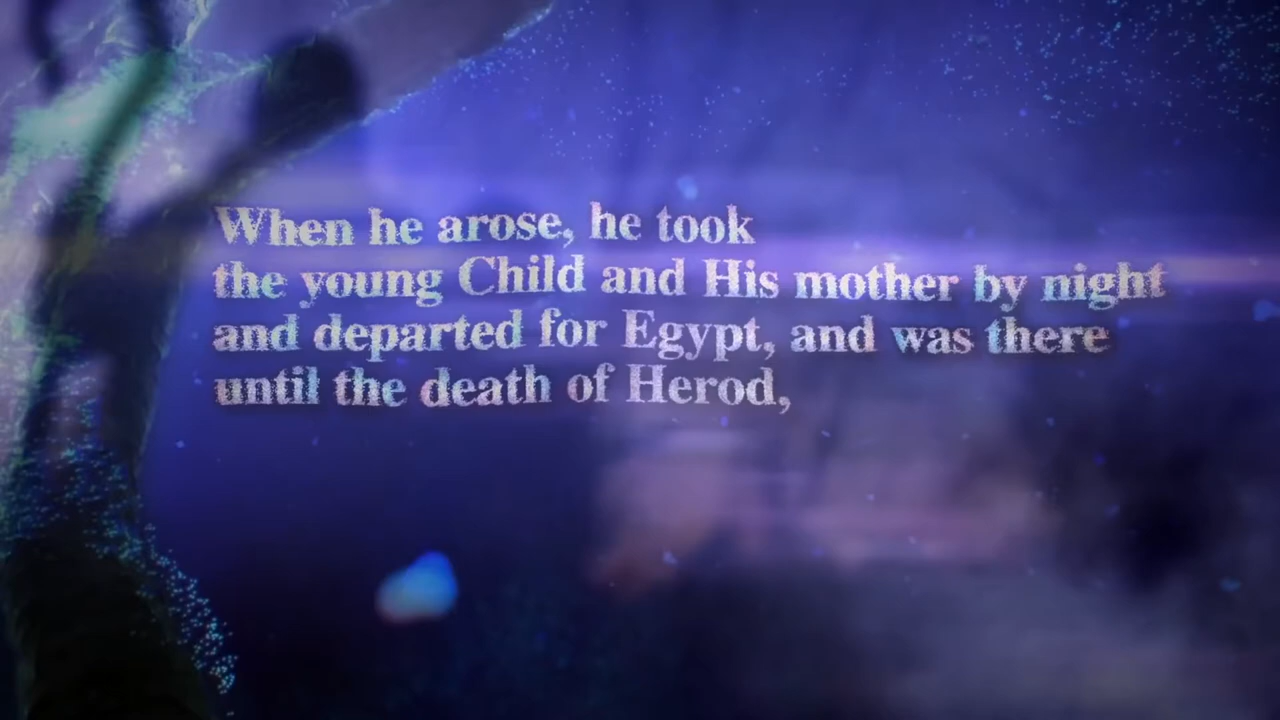 When he arose, he took
the young Child and His mother by night
and departed for Egypt, and was there
until the death of Herod,